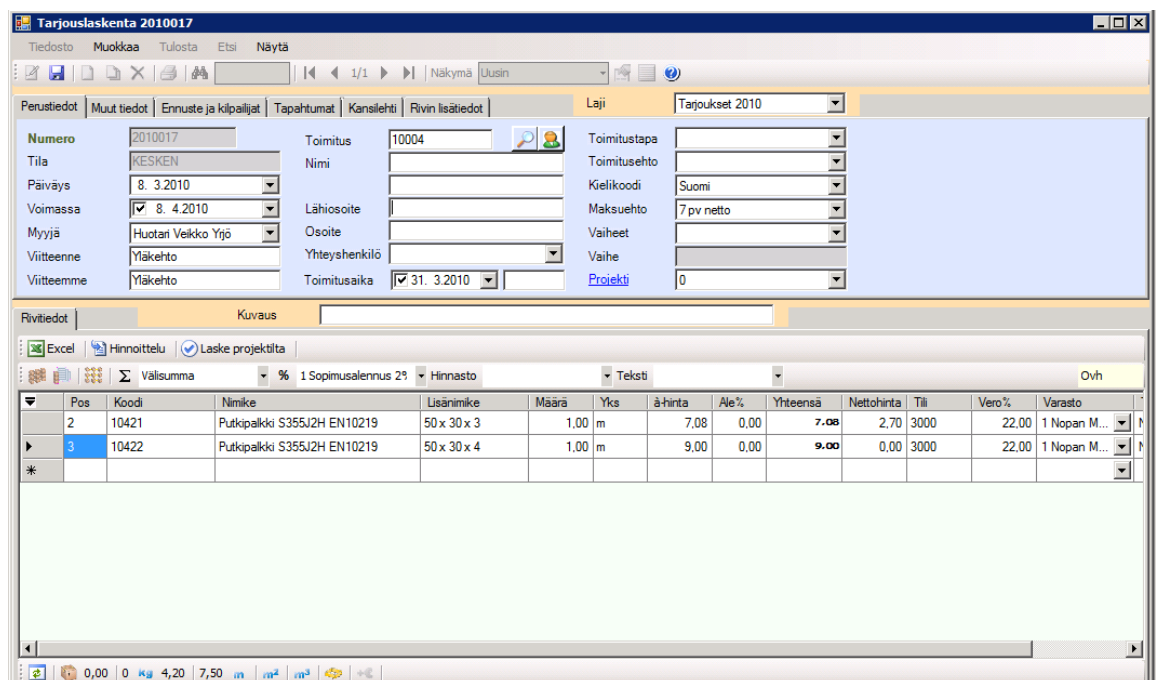 Tarjouslaskenta 2010017
Tiedosto Muokkaa Tulosta Etsi Näytä
1/1 Näkymä Uusin
Perustiedot Muut tiedot Ennuste ja kilpailijat Tapahtumat Kansilehti Rivin lisätiedot Laji Tarjoukset 2010
Numero 2010017 Toimitus 10004 Toimitustapa
Tila KESKEN Nimi Toimitusehto
Päiväys 8. 3.2010 Kielikoodi Suomi
Voimassa 8. 4.2010 Lähiosoite Maksuehto 7 pv netto
Myyjä Huotari Veikko Yrjö Osoite Vaiheet
Viitteenne Yläkehto Yhteyshenkilö Vaihe
Viitteemme Yläkehto Toimitusaika 31. 3.2010 Projekti 0
Rivitiedot Kuvaus
Excel Hinnoittelu Laske projektilta
Σ Välisumma % 1 Sopimusalennus Hinnasto Teksti Ovh
Pos Koodi Nimike Lisänimike Määrä Yks à-hinta Ale% Yhteensä Nettohinta Tili Vero% Varasto
2 10421 Putkipalkki S355J2H EN10219 50 x 30 x 3 1,00 m 7,08 0,00 7,08 2,70 3000 22,00 1 Nopan M...
3 10422 Putkipalkki S355J2H EN10219 50 x 30 x 4 1,00 m 9,00 0,00 9,00 0,00 3000 22,00 1 Nopan M...
0,00 0 kg 4,20 7,50 m m² m³